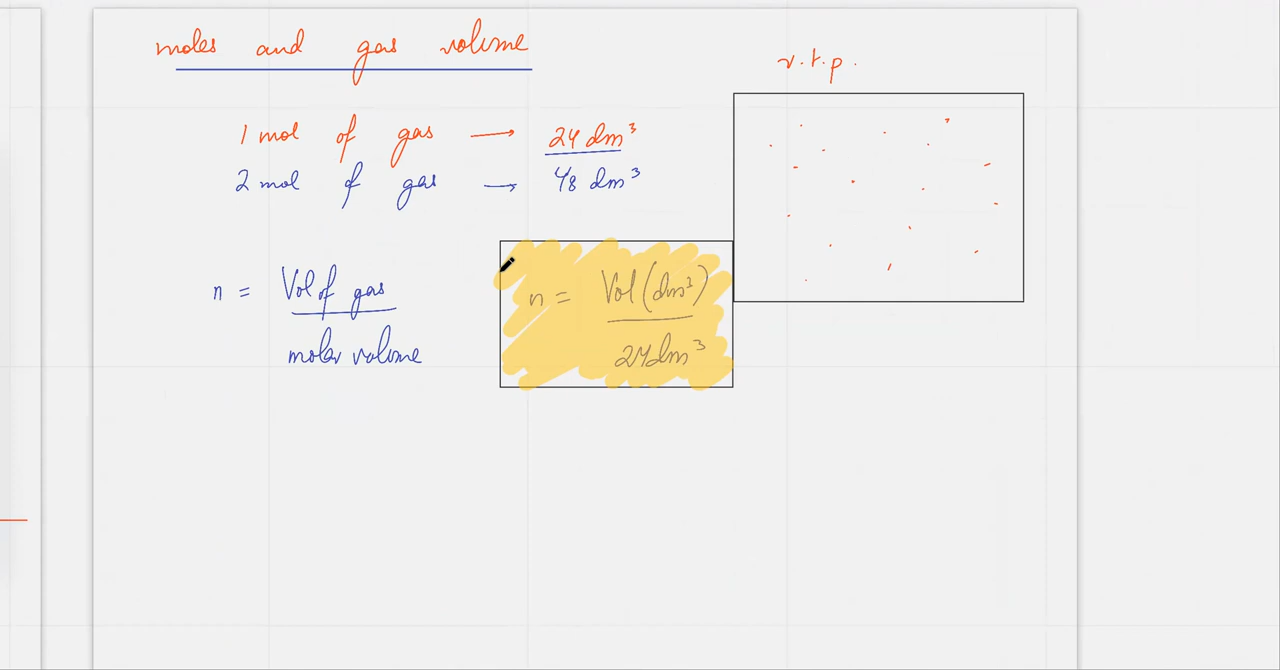 moles and gas volume
r.t.p.
1 mol of gas → 24 dm³
2 mol of gas → 48 dm³
n = Vol of gas / molar volume
n = Vol (dm³) / 24 dm³